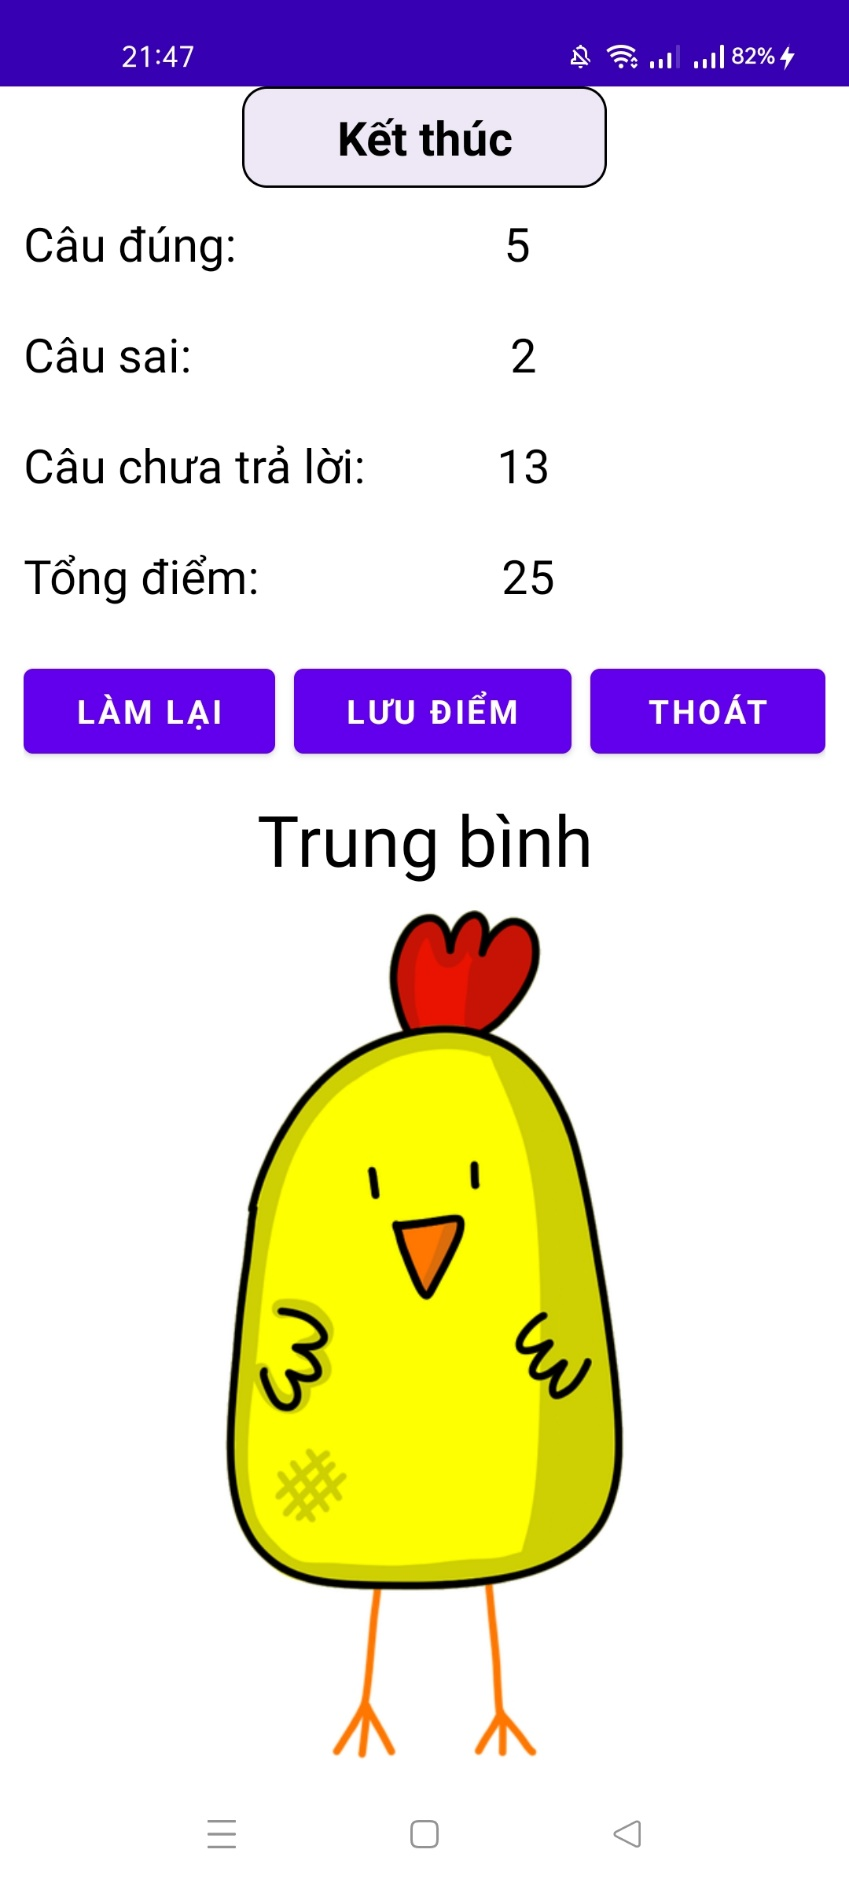 21:47 82%
Kết thúc
Câu đúng: 5
Câu sai: 2
Câu chưa trả lời: 13
Tổng điểm: 25
LÀM LẠI LƯU ĐIỂM THOÁT
Trung bình